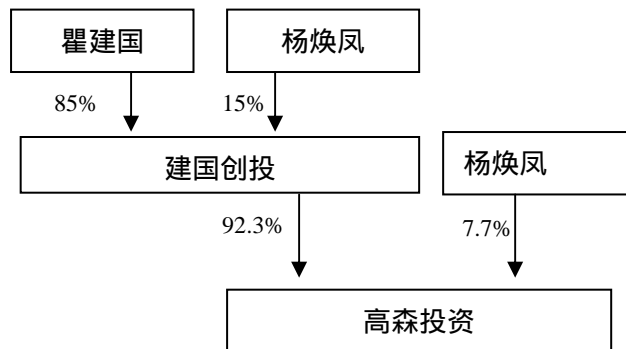 瞿建国
杨焕凤
85%
15%
建国创投
杨焕凤
92.3%
7.7%
高森投资